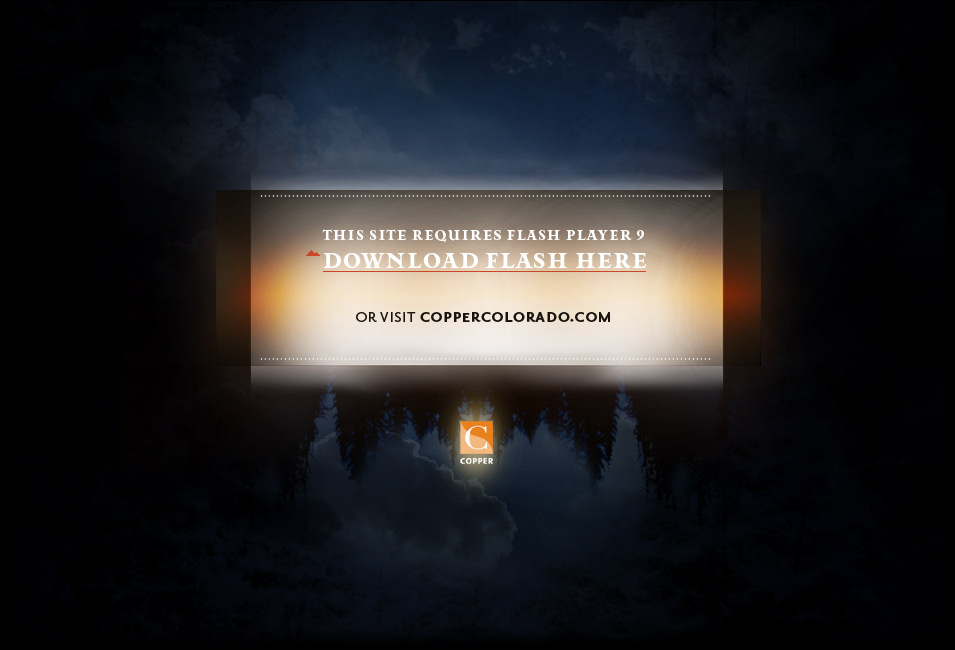 THIS SITE REQUIRES FLASH PLAYER 9
DOWNLOAD FLASH HERE
OR VISIT COPPERCOLORADO.COM
C
COPPER